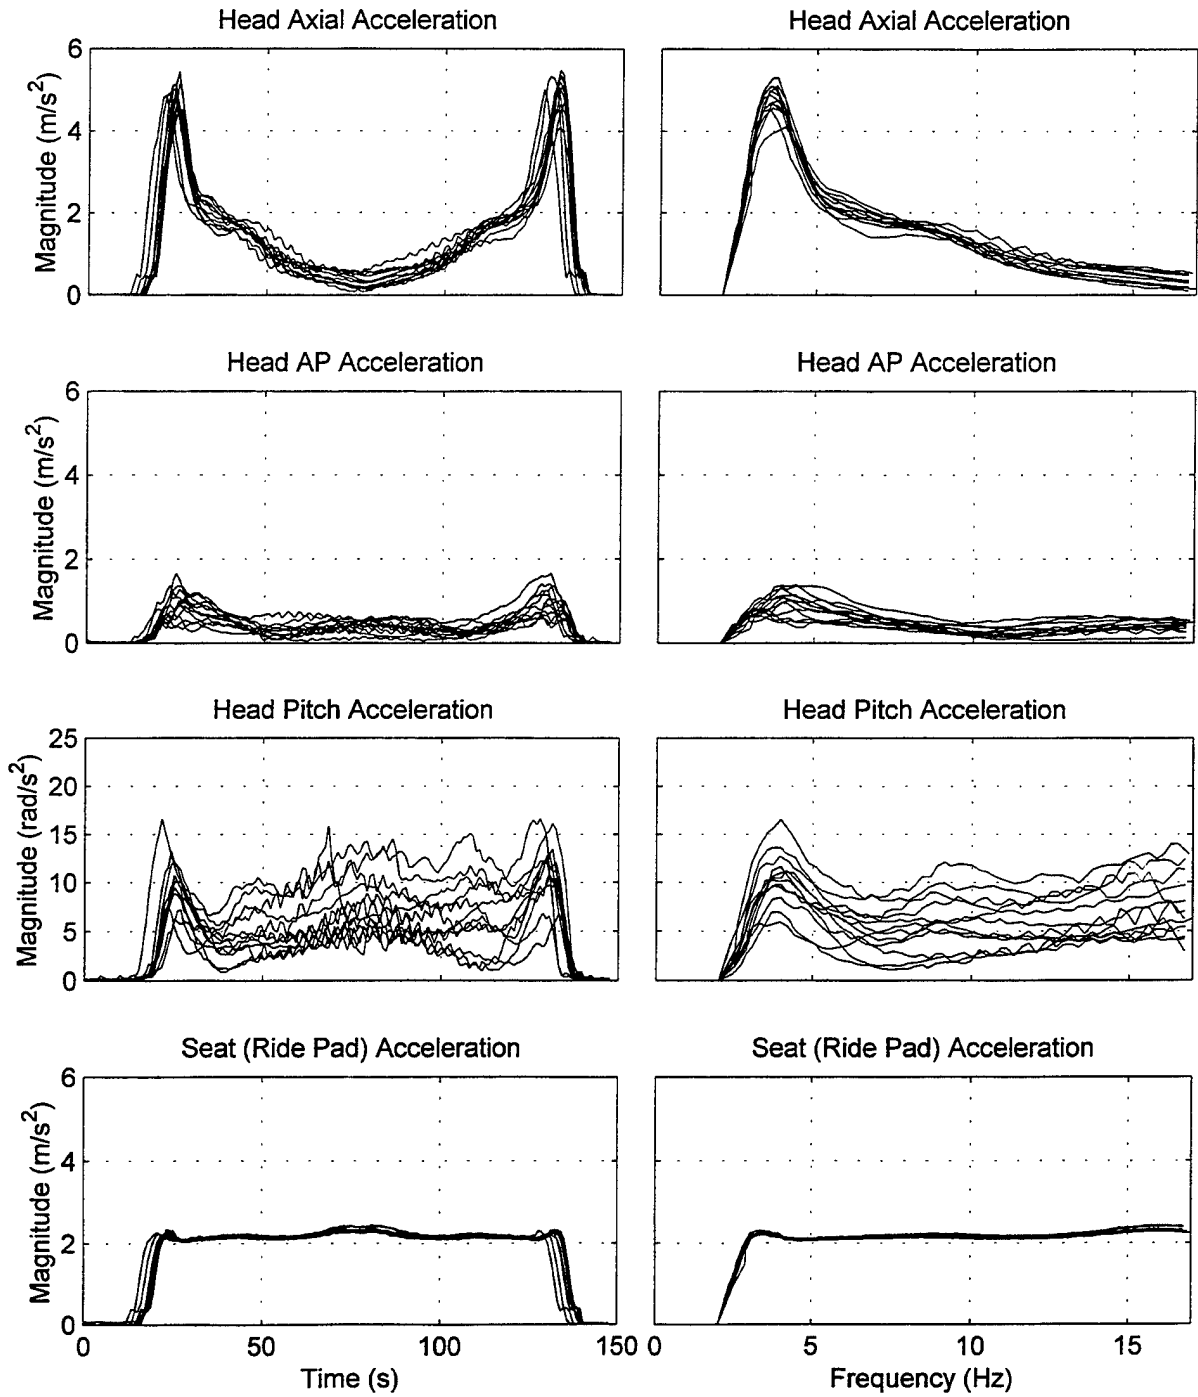 Head Axial Acceleration
Head Axial Acceleration
Magnitude (m/s²)
6
4
2
0
Head AP Acceleration
Head AP Acceleration
Magnitude (m/s²)
6
4
2
0
Head Pitch Acceleration
Head Pitch Acceleration
Magnitude (rad/s²)
25
20
15
10
5
0
Seat (Ride Pad) Acceleration
Seat (Ride Pad) Acceleration
Magnitude (m/s²)
6
4
2
0
0 50 100 150
0 5 10 15
Time (s)
Frequency (Hz)